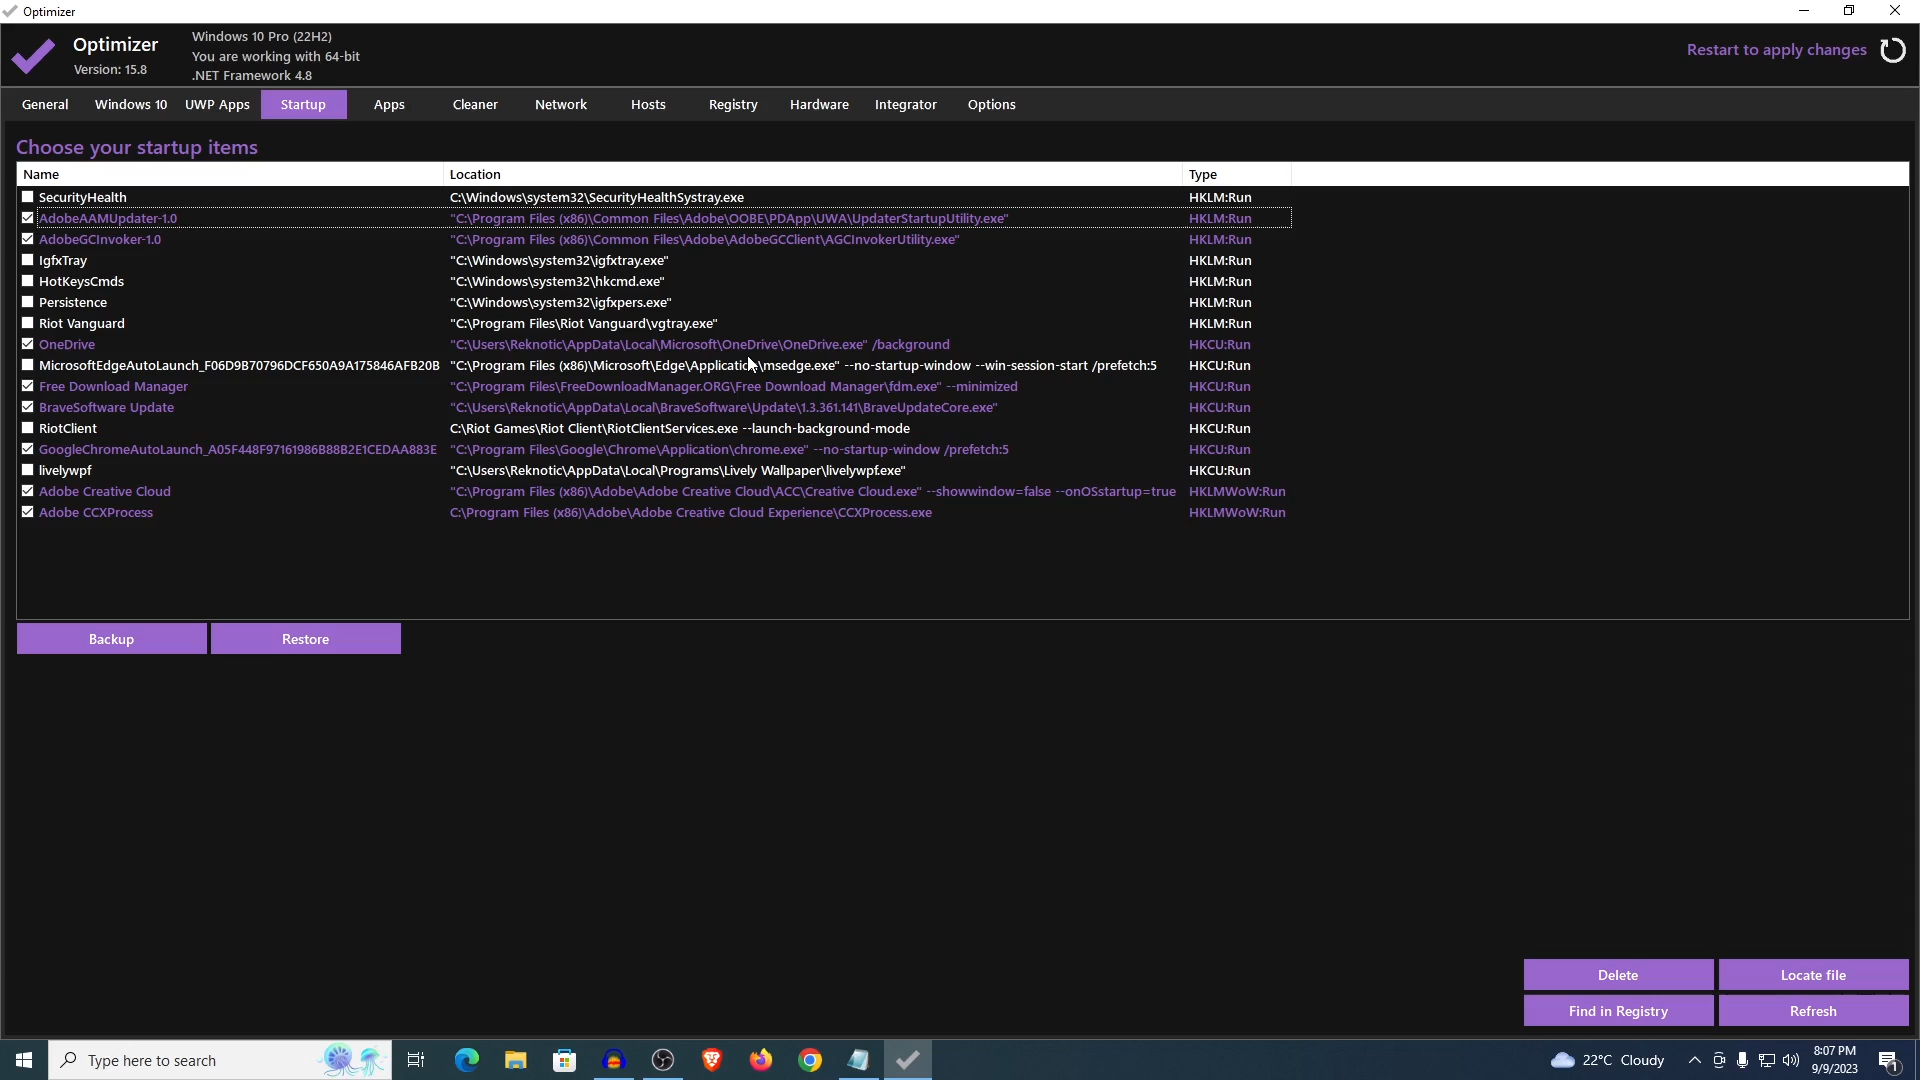 Optimizer
Optimizer
Version: 15.8
Windows 10 Pro (22H2)
You are working with 64-bit
.NET Framework 4.8
Restart to apply changes
General Windows 10 UWP Apps Startup Apps Cleaner Network Hosts Registry Hardware Integrator Options
Choose your startup items
Name Location Type
SecurityHealth C:\Windows\system32\SecurityHealthSystray.exe HKLM:Run
AdobeAAMUpdater-1.0 "C:\Program Files (x86)\Common Files\Adobe\OOBE\PDApp\UWA\UpdaterStartupUtility.exe" HKLM:Run
AdobeGCInvoker-1.0 "C:\Program Files (x86)\Common Files\Adobe\AdobeGCClient\AGCInvokerUtility.exe" HKLM:Run
IgfxTray "C:\Windows\system32\igfxtray.exe" HKLM:Run
HotKeysCmds "C:\Windows\system32\hkcmd.exe" HKLM:Run
Persistence "C:\Windows\system32\igfxpers.exe" HKLM:Run
Riot Vanguard "C:\Program Files\Riot Vanguard\vgtray.exe" HKLM:Run
OneDrive "C:\Users\Reknotic\AppData\Local\Microsoft\OneDrive\OneDrive.exe" /background HKCU:Run
MicrosoftEdgeAutoLaunch_F06D9B70796DCF650A9A175846AFB20B "C:\Program Files (x86)\Microsoft\Edge\Application\msedge.exe" --no-startup-window --win-session-start /prefetch:5 HKCU:Run
Free Download Manager "C:\Program Files\FreeDownloadManager.ORG\Free Download Manager\fdm.exe" --minimized HKCU:Run
BraveSoftware Update "C:\Users\Reknotic\AppData\Local\BraveSoftware\Update\1.3.361.141\BraveUpdateCore.exe" HKCU:Run
RiotClient C:\Riot Games\Riot Client\RiotClientServices.exe --launch-background-mode HKCU:Run
GoogleChromeAutoLaunch_A05F448F97161986B88B2E1CEDAA883E "C:\Program Files\Google\Chrome\Application\chrome.exe" --no-startup-window /prefetch:5 HKCU:Run
livelywpf "C:\Users\Reknotic\AppData\Local\Programs\Lively Wallpaper\livelywpf.exe" HKCU:Run
Adobe Creative Cloud "C:\Program Files (x86)\Adobe\Adobe Creative Cloud\ACC\Creative Cloud.exe" --showwindow=false --onOSstartup=true HKLMWoW:Run
Adobe CCXProcess C:\Program Files (x86)\Adobe\Adobe Creative Cloud Experience\CCXProcess.exe HKLMWoW:Run
Backup Restore
Delete Locate file
Find in Registry Refresh
Type here to search
22°C Cloudy
8:07 PM
9/9/2023
1